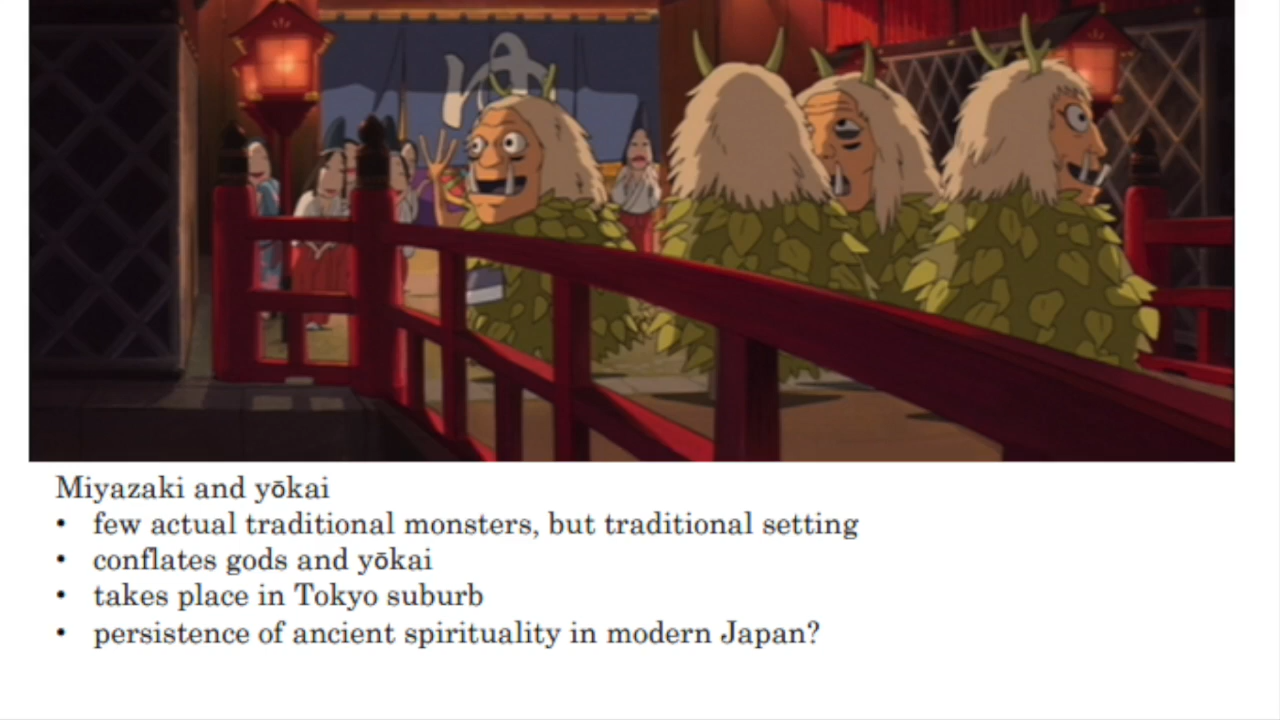 ゆ
Miyazaki and yōkai
• few actual traditional monsters, but traditional setting
• conflates gods and yōkai
• takes place in Tokyo suburb
• persistence of ancient spirituality in modern Japan?